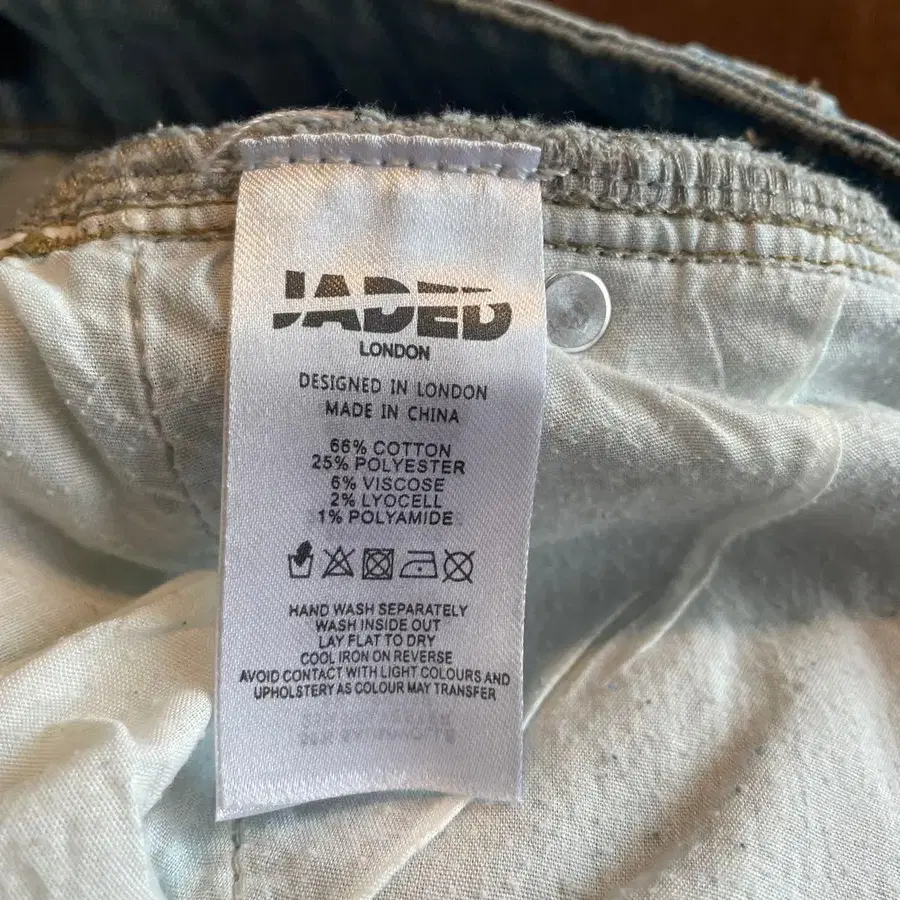 JADED
LONDON
DESIGNED IN LONDON
MADE IN CHINA
66% COTTON
25% POLYESTER
6% VISCOSE
2% LYOCELL
1% POLYAMIDE
HAND WASH SEPARATELY
WASH INSIDE OUT
LAY FLAT TO DRY
COOL IRON ON REVERSE
AVOID CONTACT WITH LIGHT COLOURS AND
UPHOLSTERY AS COLOUR MAY TRANSFER